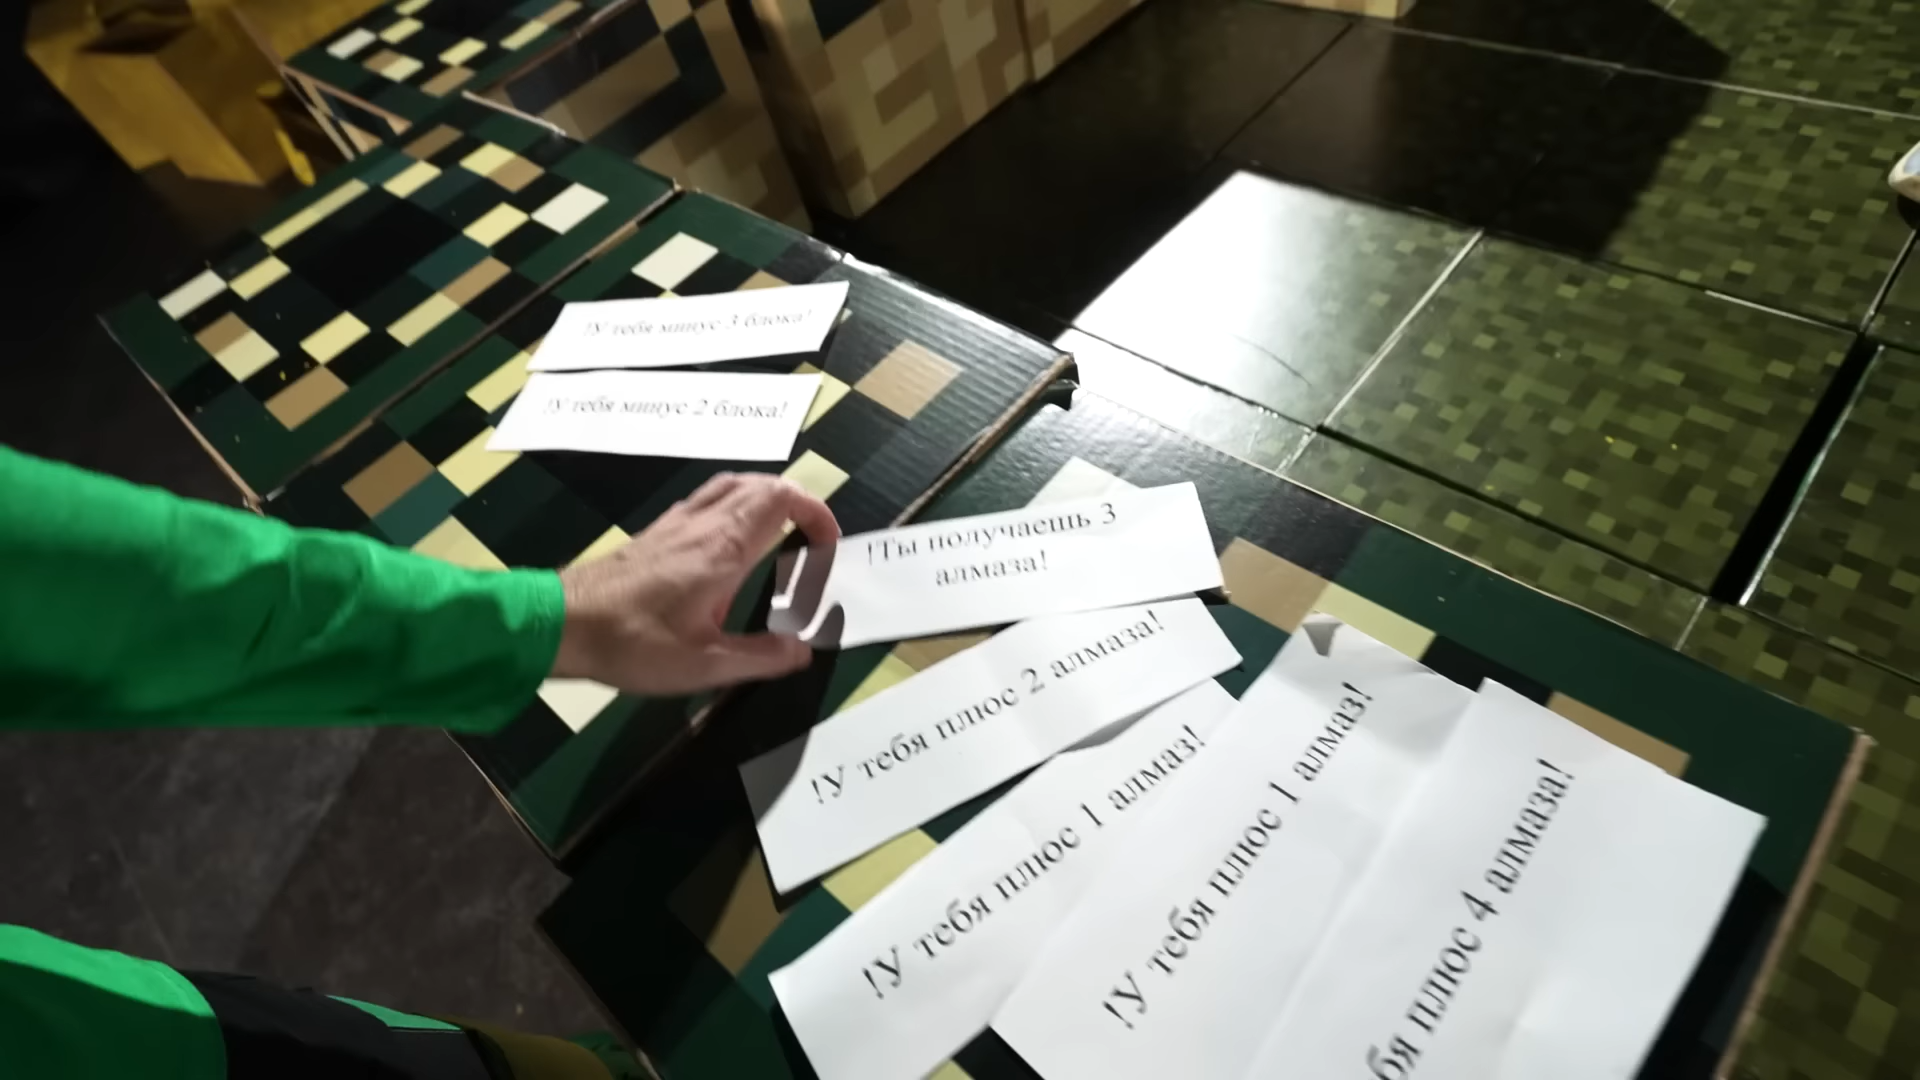 !У тебя минус 3 блока!
!У тебя минус 2 блока!
!Ты получаешь 3
алмаза!
!У тебя плюс 2 алмаза!
!У тебя плюс 1 алмаз!
!У тебя плюс 1 алмаз!
бя плюс 4 алмаза!